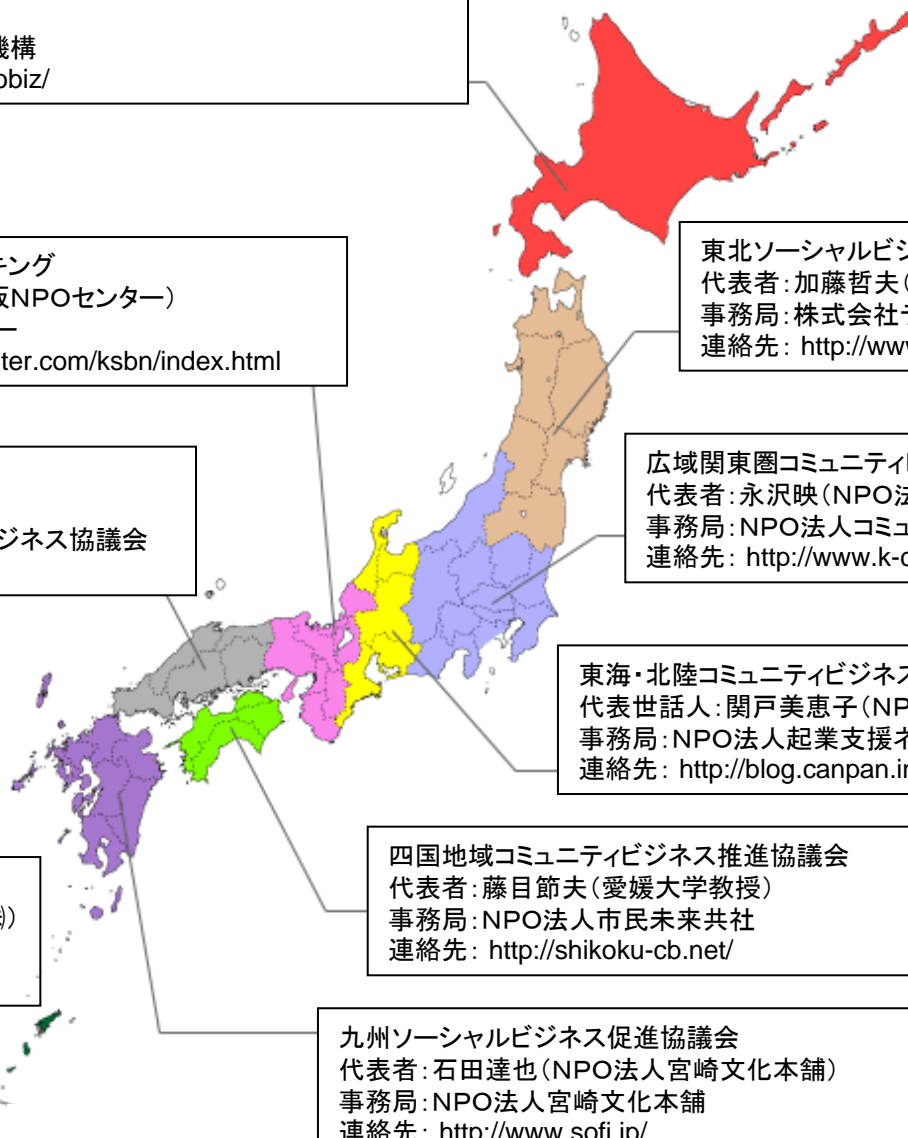 機構
obiz/
キング
阪NPOセンター）
ー
ter.com/ksbn/index.html
東北ソーシャルビジ
代表者：加藤哲夫（
事務局：株式会社
連絡先： http://www
ジネス協議会
広域関東圏コミュニティ
代表者：永沢映（NPO法
事務局：NPO法人コミュ
連絡先： http://www.k-c
東海・北陸コミュニティビジネス
代表世話人：関戸美恵子（NP
事務局：NPO法人起業支援ネ
連絡先： http://blog.canpan.in
四国地域コミュニティビジネス推進協議会
代表者：藤目節夫（愛媛大学教授）
事務局：NPO法人市民未来共社
連絡先： http://shikoku-cb.net/
）
九州ソーシャルビジネス促進協議会
代表者：石田達也（NPO法人宮崎文化本舗）
事務局：NPO法人宮崎文化本舗
連絡先： http://www.sofi.jp/